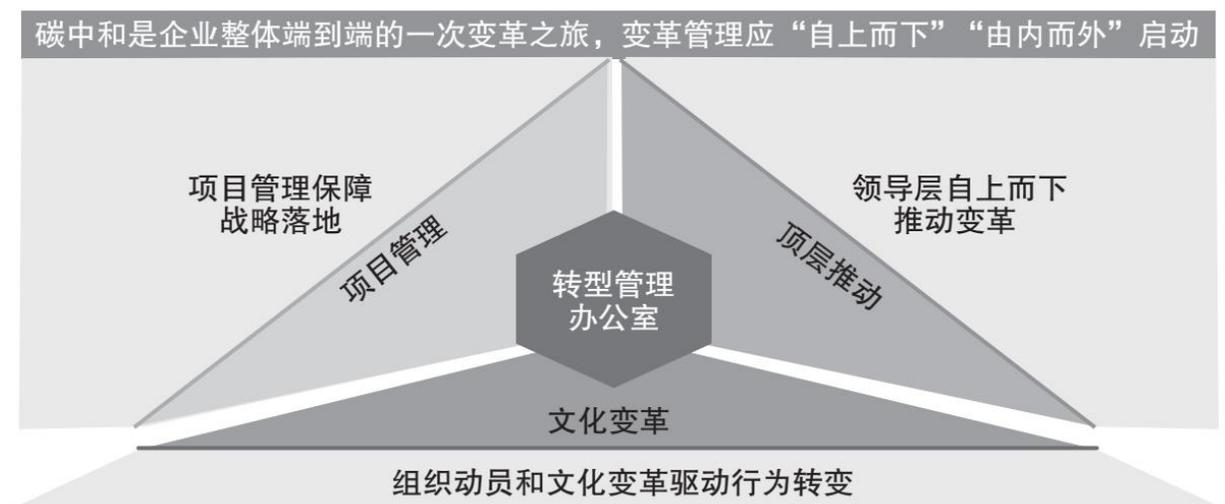 碳中和是企业整体端到端的一次变革之旅，变革管理应“自上而下”“由内而外”启动
项目管理保障
战略落地
项目管理
领导层自上而下
推动变革
顶层推动
转型管理
办公室
文化变革
组织动员和文化变革驱动行为转变